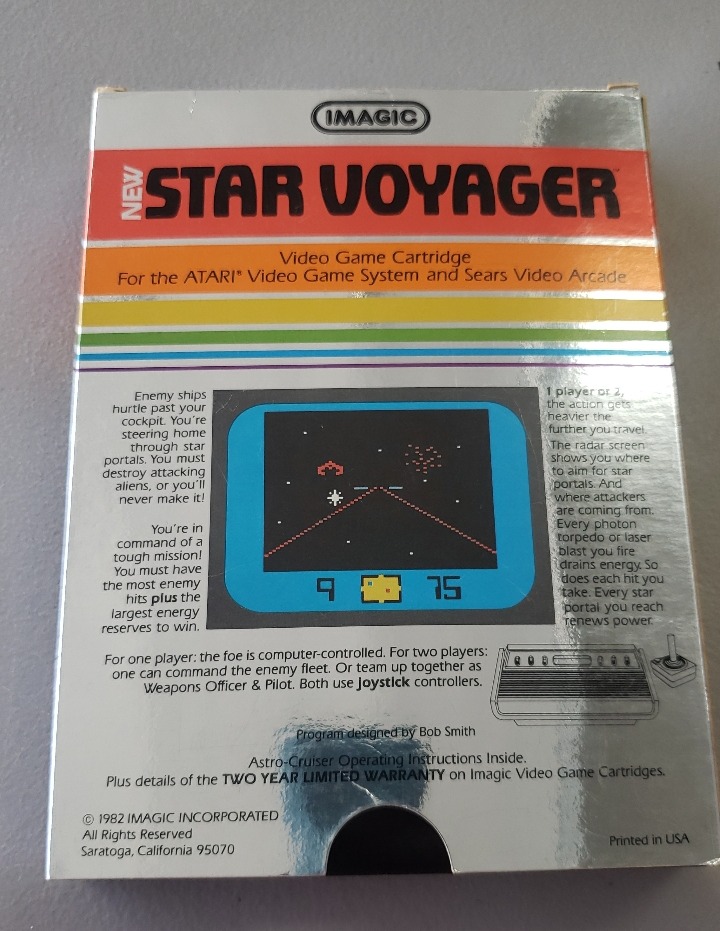 IMAGIC
NEW STAR VOYAGER™
Video Game Cartridge
For the ATARI® Video Game System and Sears Video Arcade
Enemy ships
hurtle past your
cockpit. You're
steering home
through star
portals. You must
destroy attacking
aliens, or you'll
never make it!
You're in
command of a
tough mission!
You must have
the most enemy
hits plus the
largest energy
reserves to win.
9 75
1 player or 2,
the action gets
heavier the
further you travel.
The radar screen
shows you where
to aim for star
portals. And
where attackers
are coming from.
Every photon
torpedo or laser
blast you fire
drains energy. So
does each hit you
take. Every star
portal you reach
renews power.
For one player: the foe is computer-controlled. For two players:
one can command the enemy fleet. Or team up together as
Weapons Officer & Pilot. Both use Joystick controllers.
Program designed by Bob Smith
Astro-Cruiser Operating Instructions Inside.
Plus details of the TWO YEAR LIMITED WARRANTY on Imagic Video Game Cartridges.
© 1982 IMAGIC INCORPORATED
All Rights Reserved
Saratoga, California 95070
Printed in USA